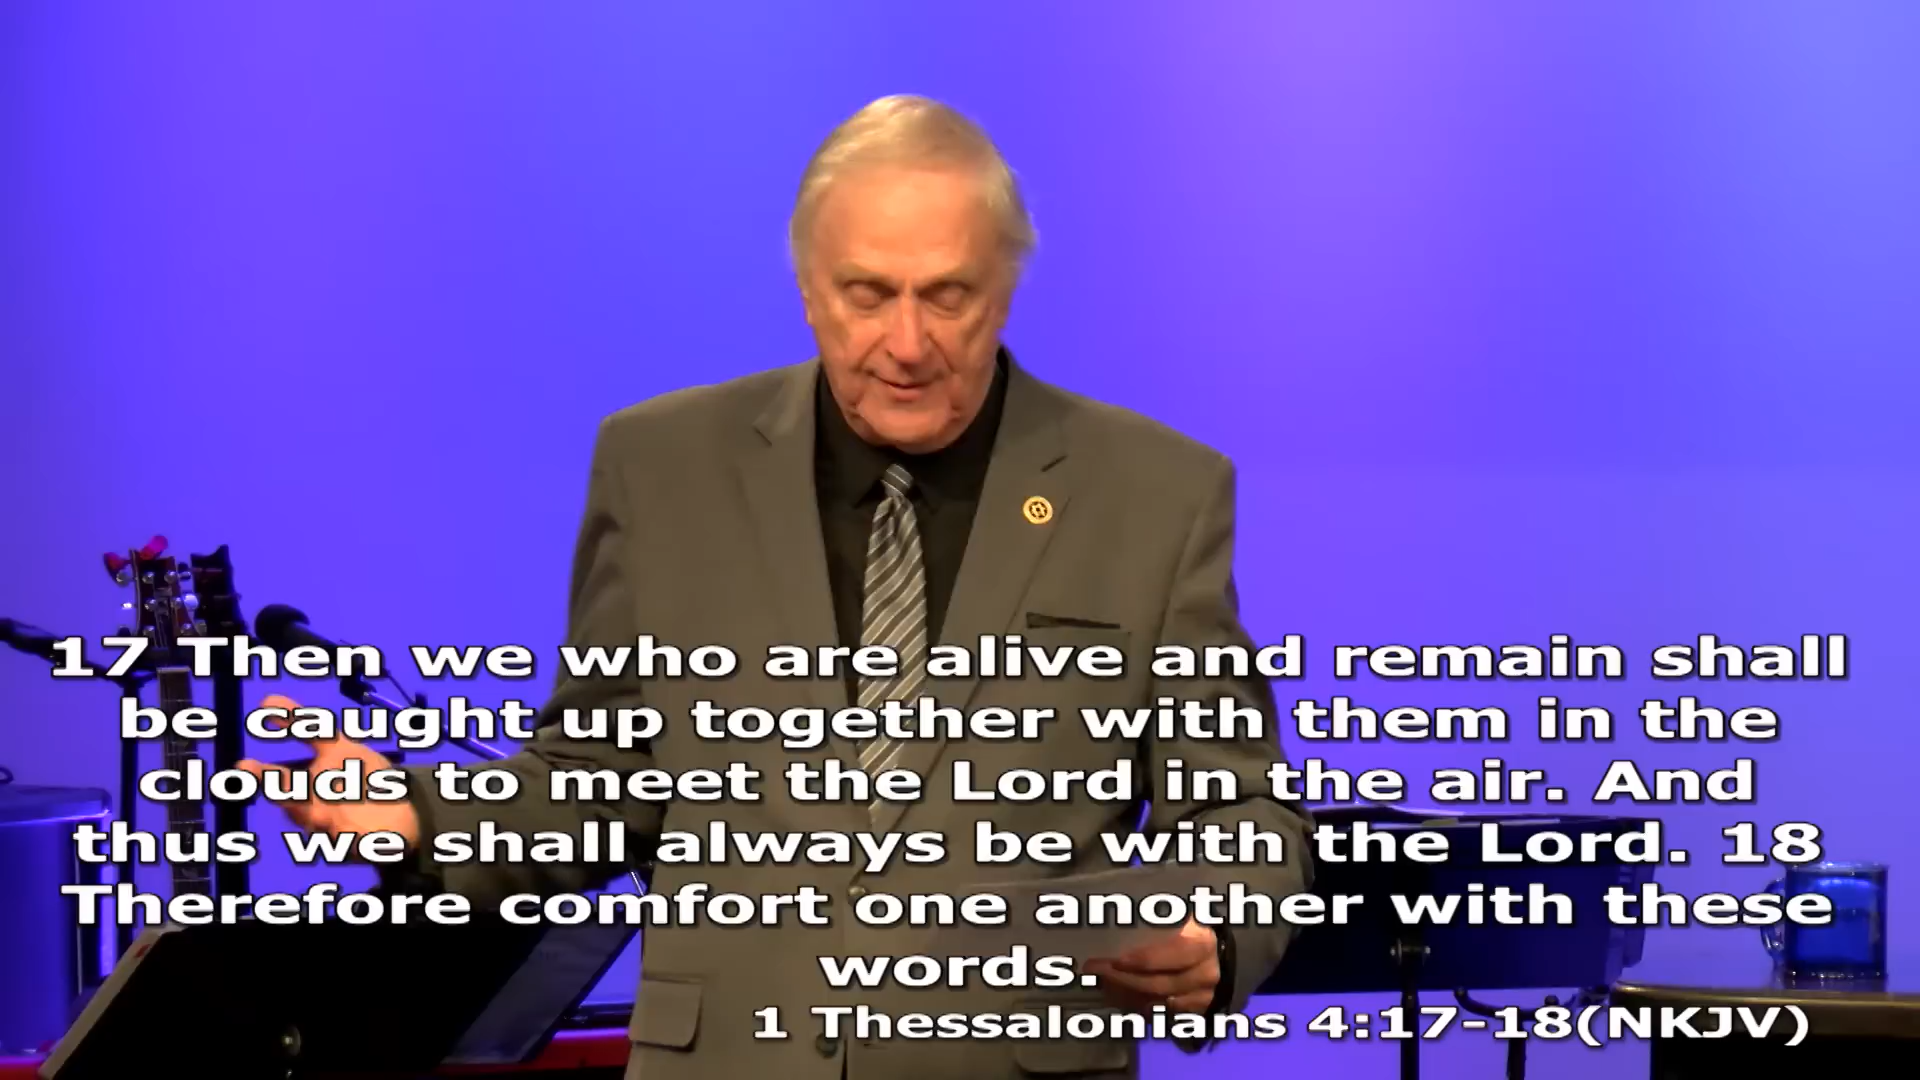 17 Then we who are alive and remain shall
be caught up together with them in the
clouds to meet the Lord in the air. And
thus we shall always be with the Lord. 18
Therefore comfort one another with these
words.
1 Thessalonians 4:17-18(NKJV)